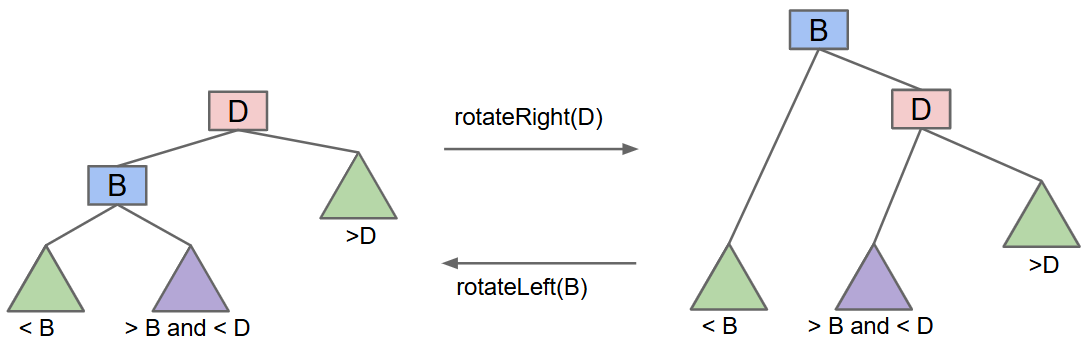 B
D
rotateRight(D)
D
B
>D
>D
rotateLeft(B)
< B
> B and < D
< B
> B and < D